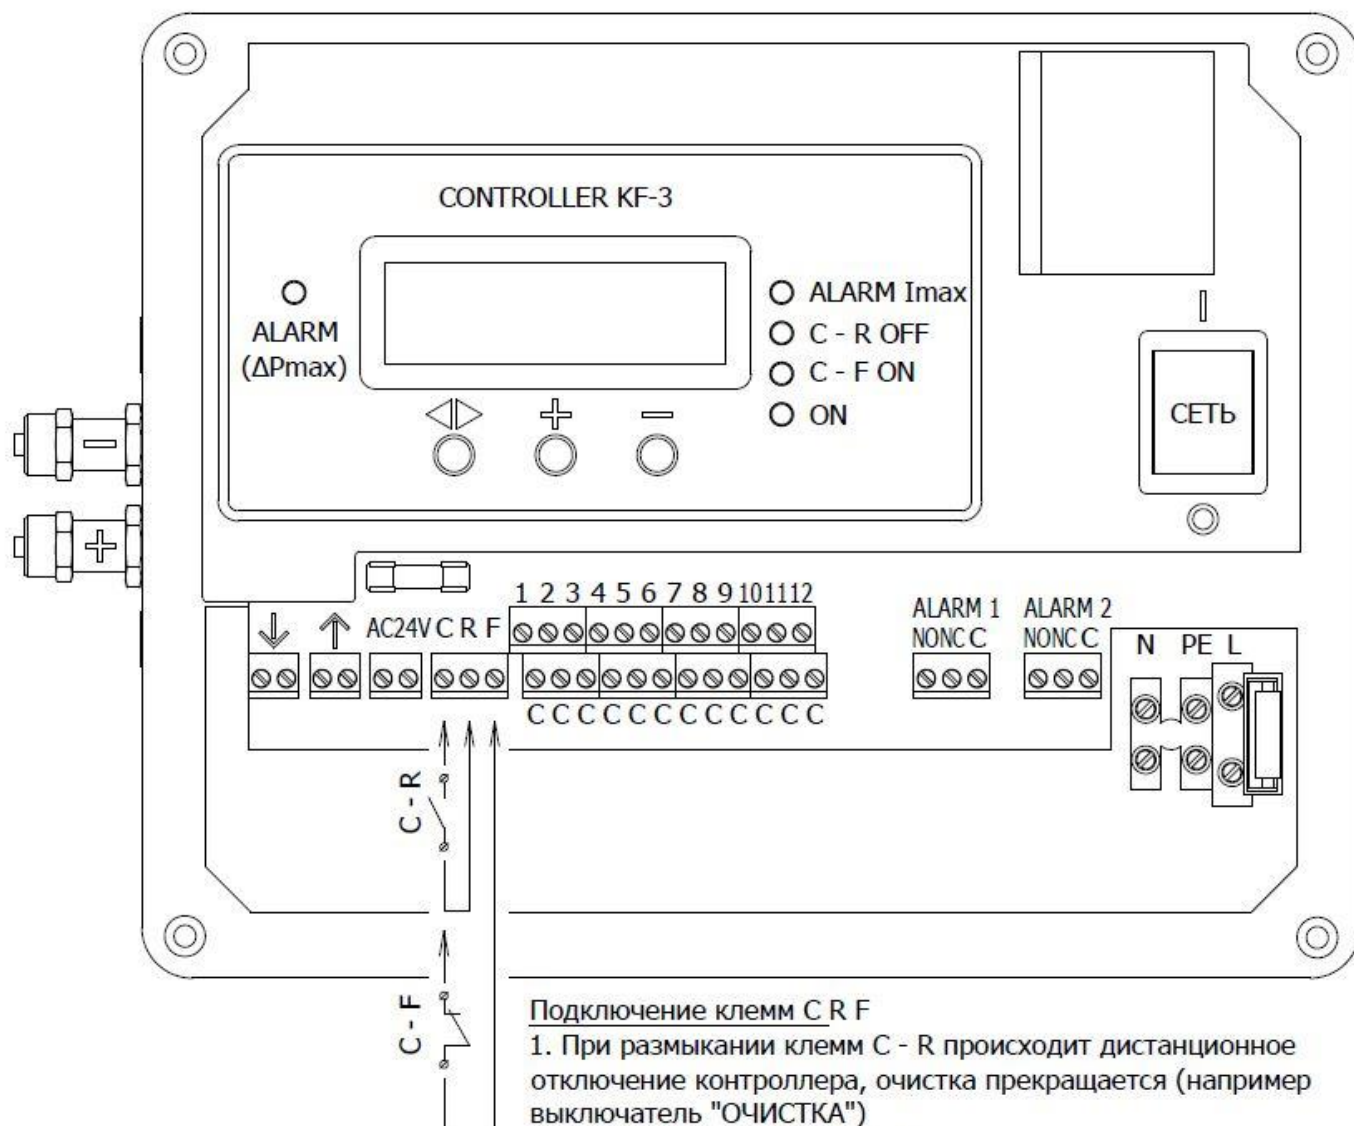 CONTROLLER KF-3
ALARM
(ΔPmax)
ALARM Imax
C - R OFF
C - F ON
ON
+ −
СЕТЬ
−
+
AC24V C R F
1 2 3 4 5 6 7 8 9 10 11 12
ALARM 1
NO NC C
ALARM 2
NO NC C
N PE L
C C C C C C C C C C C C
C - R
C - F
Подключение клемм C R F
1. При размыкании клемм C - R происходит дистанционное
отключение контроллера, очистка прекращается (например
выключатель "ОЧИСТКА")